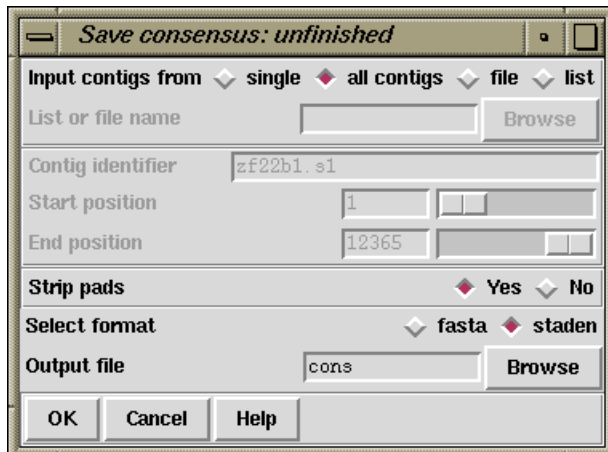 Save consensus: unfinished
Input contigs from single all contigs file list
List or file name Browse
Contig identifier zf22b1.s1
Start position 1
End position 12365
Strip pads Yes No
Select format fasta staden
Output file cons Browse
OK Cancel Help